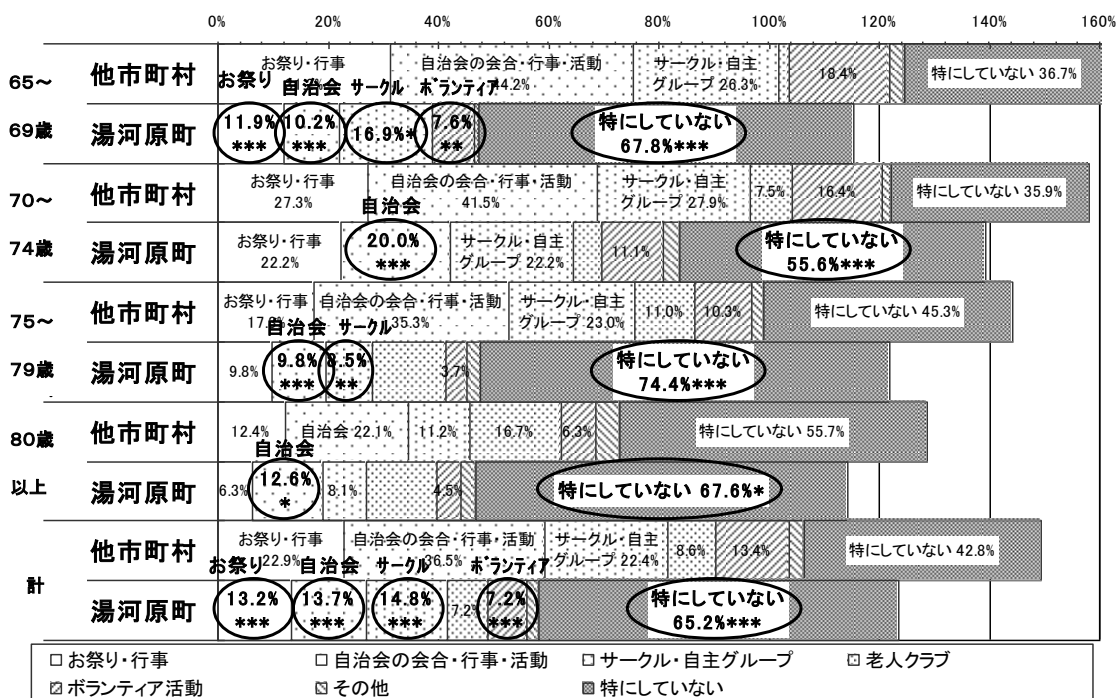 0% 20% 40% 60% 80% 100% 120% 140% 160%
65～
69歳
他市町村
お祭り・行事
自治会の会合・行事・活動
44.2%
サークル・自主
グループ 26.3%
18.4%
特にしていない 36.7%
お祭り 自治会 サークル ボランティア
湯河原町
11.9%
***
10.2%
***
16.9%*
7.6%
**
特にしていない
67.8%***
70～
74歳
他市町村
お祭り・行事
27.3%
自治会の会合・行事・活動
41.5%
サークル・自主
グループ 27.9%
7.5%
16.4%
特にしていない 35.9%
自治会
湯河原町
お祭り・行事
22.2%
20.0%
***
サークル・自主
グループ 22.2%
11.1%
特にしていない
55.6%***
75～
79歳
他市町村
お祭り・行事
自治会の会合・行事・活動
35.3%
サークル・自主
グループ 23.0%
11.0%
10.3%
特にしていない 45.3%
自治会 サークル
湯河原町
9.8%
9.8%
***
8.5%
**
3.7%
特にしていない
74.4%***
80歳
以上
他市町村
12.4%
自治会 22.1%
11.2%
16.7%
6.3%
特にしていない 55.7%
自治会
湯河原町
6.3%
12.6%
*
8.1%
4.5%
特にしていない 67.6%*
計
他市町村
お祭り・行事
22.9%
自治会の会合・行事・活動
36.5%
サークル・自主
グループ 22.4%
8.6%
13.4%
特にしていない 42.8%
お祭り 自治会 サークル ボランティア
湯河原町
13.2%
***
13.7%
***
14.8%
***
7.2%
7.2%
***
特にしていない
65.2%***
お祭り・行事 自治会の会合・行事・活動 サークル・自主グループ 老人クラブ
ボランティア活動 その他 特にしていない